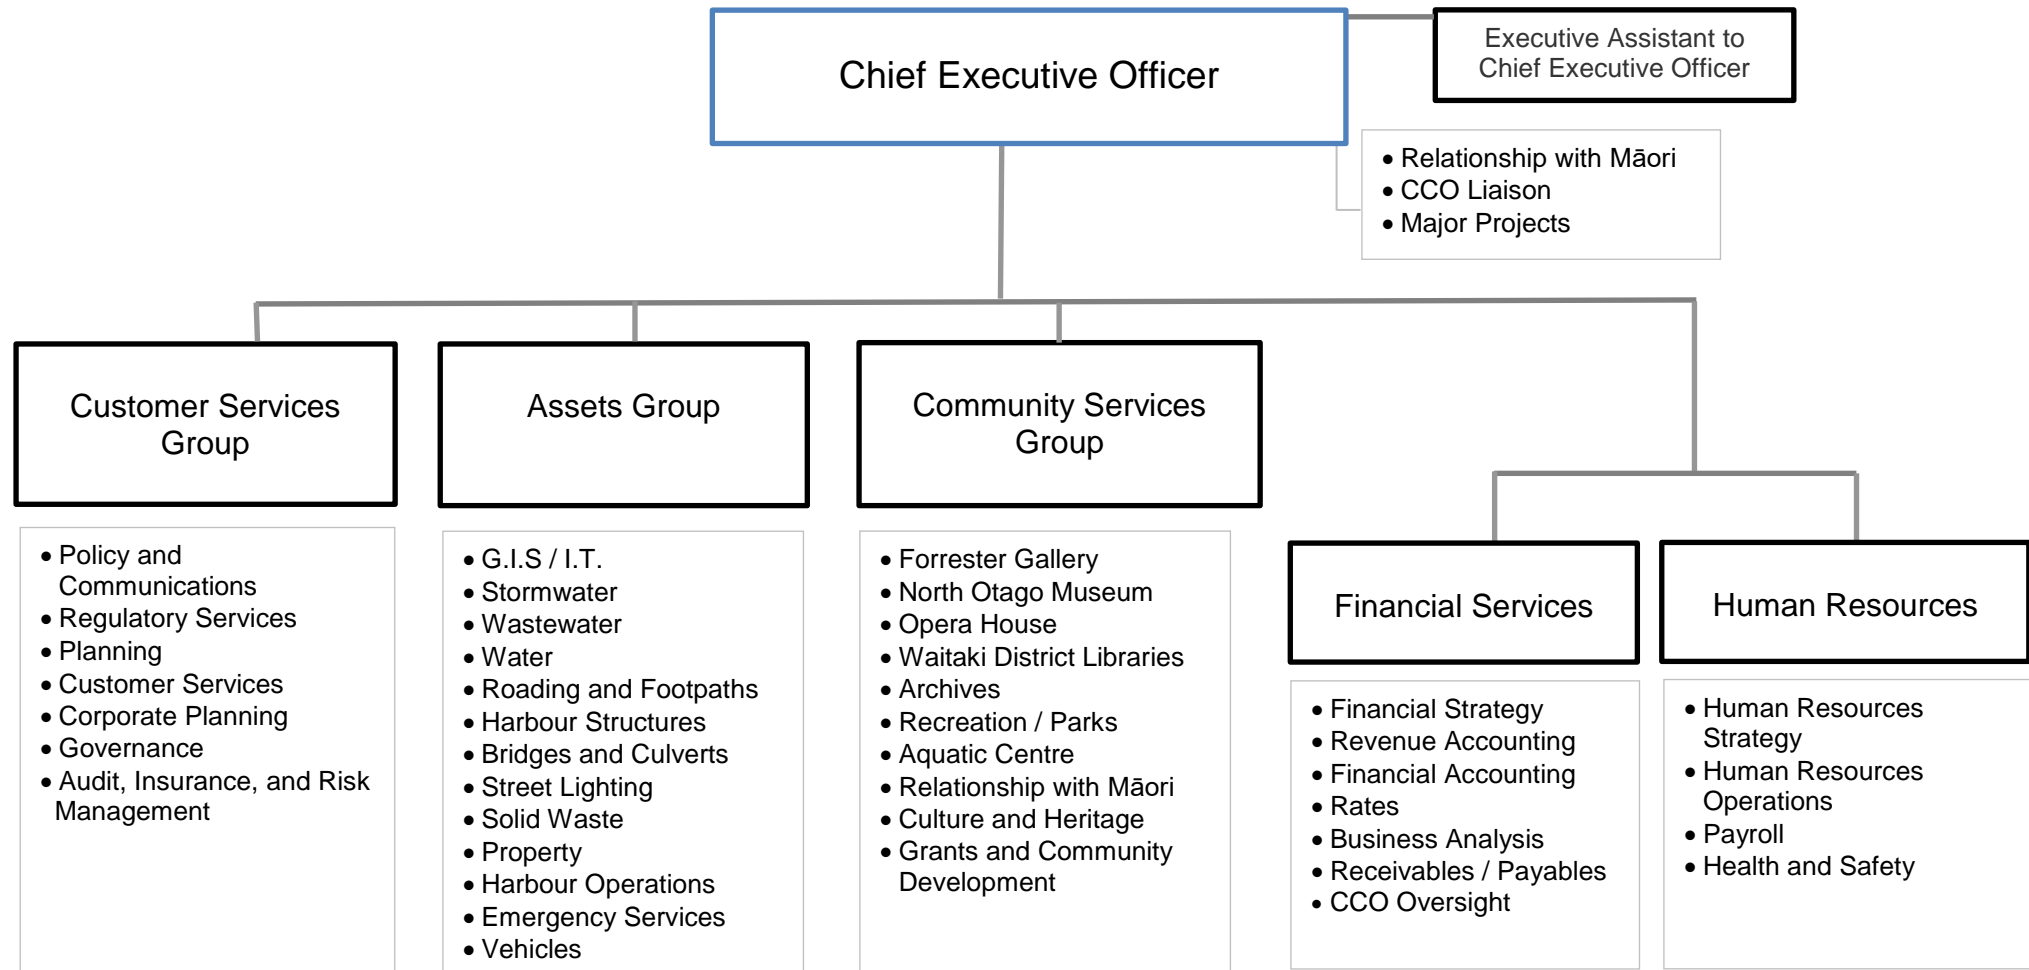 Chief Executive Officer
Executive Assistant to
Chief Executive Officer
• Relationship with Māori
• CCO Liaison
• Major Projects
Customer Services
Group
• Policy and
Communications
• Regulatory Services
• Planning
• Customer Services
• Corporate Planning
• Governance
• Audit, Insurance, and Risk
Management
Assets Group
• G.I.S / I.T.
• Stormwater
• Wastewater
• Water
• Roading and Footpaths
• Harbour Structures
• Bridges and Culverts
• Street Lighting
• Solid Waste
• Property
• Harbour Operations
• Emergency Services
• Vehicles
Community Services
Group
• Forrester Gallery
• North Otago Museum
• Opera House
• Waitaki District Libraries
• Archives
• Recreation / Parks
• Aquatic Centre
• Relationship with Māori
• Culture and Heritage
• Grants and Community
Development
Financial Services
• Financial Strategy
• Revenue Accounting
• Financial Accounting
• Rates
• Business Analysis
• Receivables / Payables
• CCO Oversight
Human Resources
• Human Resources
Strategy
• Human Resources
Operations
• Payroll
• Health and Safety